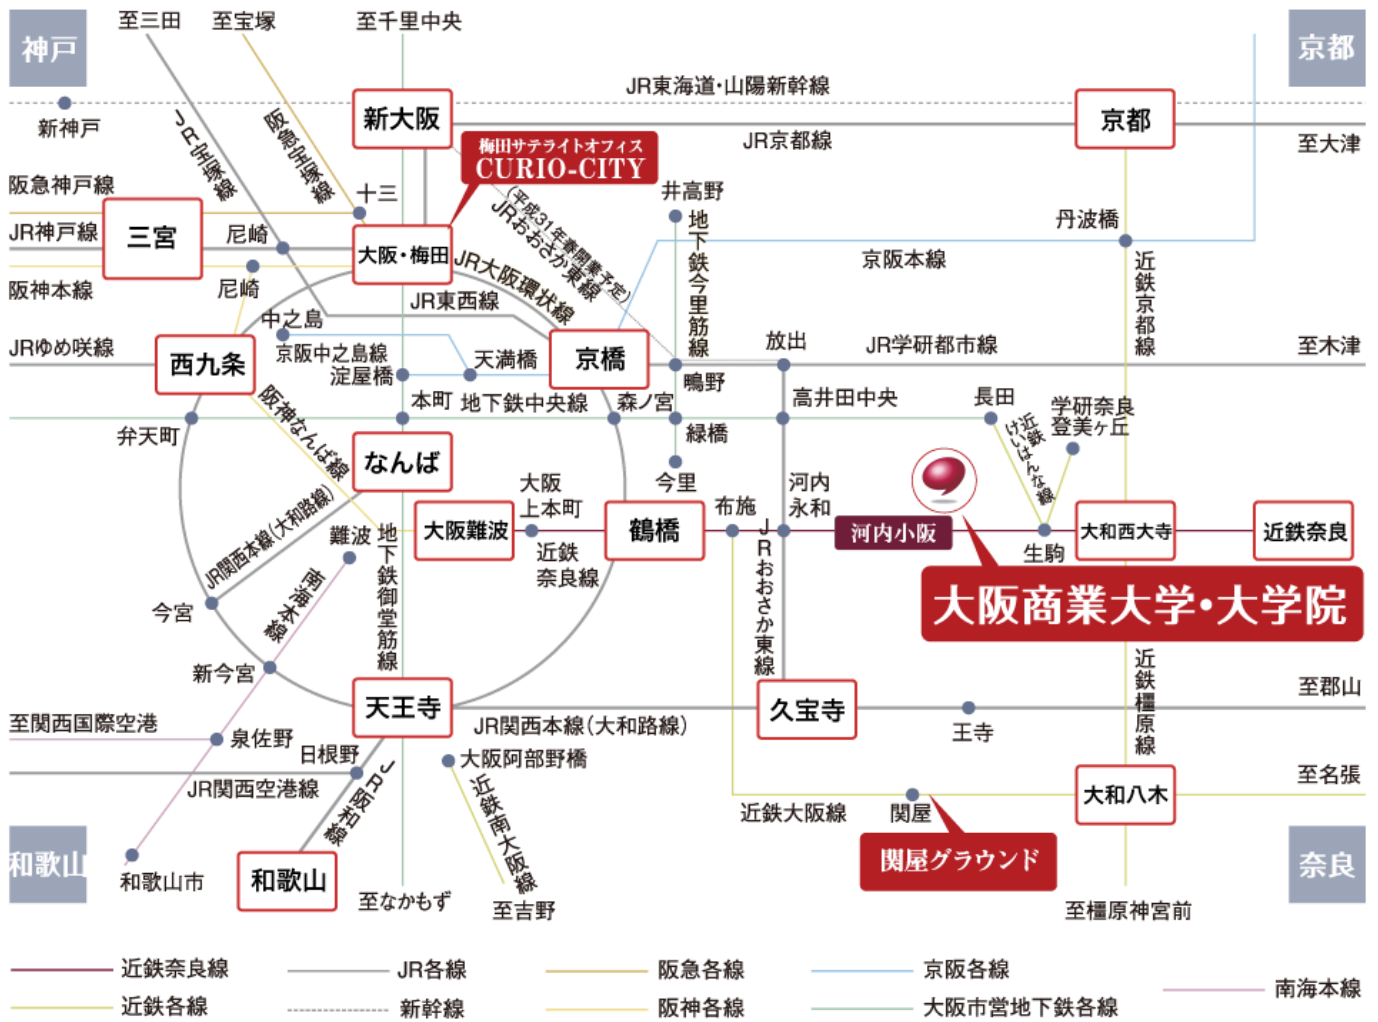 至三田
至宝塚
至千里中央
神戸
京都
JR東海道・山陽新幹線
新神戸
JR宝塚線
阪急宝塚線
新大阪
京都
JR京都線
至大津
梅田サテライトオフィス
CURIO-CITY
阪急神戸線
十三
井高野
(平成31年春開業予定)
JRおおさか東線
地下鉄今里筋線
丹波橋
JR神戸線
三宮
尼崎
大阪・梅田
JR大阪環状線
京阪本線
近鉄京都線
阪神本線
尼崎
JR東西線
中之島
JRゆめ咲線
西九条
京阪中之島線
淀屋橋
天満橋
京橋
放出
JR学研都市線
至木津
鴫野
阪神なんば線
本町
地下鉄中央線
森ノ宮
高井田中央
長田
学研奈良
登美ヶ丘
弁天町
緑橋
近鉄
けいはんな線
なんば
今里
大阪
上本町
布施
河内
永和
JR関西本線(大和路線)
難波
地下鉄御堂筋線
大阪難波
近鉄
奈良線
鶴橋
JRおおさか東線
河内小阪
生駒
大和西大寺
近鉄奈良
大阪商業大学・大学院
今宮
南海本線
新今宮
天王寺
久宝寺
近鉄橿原線
至郡山
至関西国際空港
泉佐野
JR関西本線(大和路線)
王寺
日根野
大阪阿部野橋
JR関西空港線
JR阪和線
近鉄南大阪線
近鉄大阪線
関屋
大和八木
至名張
関屋グラウンド
和歌山
和歌山市
和歌山
至なかもず
至吉野
至橿原神宮前
奈良
近鉄奈良線
JR各線
阪急各線
京阪各線
南海本線
近鉄各線
新幹線
阪神各線
大阪市営地下鉄各線